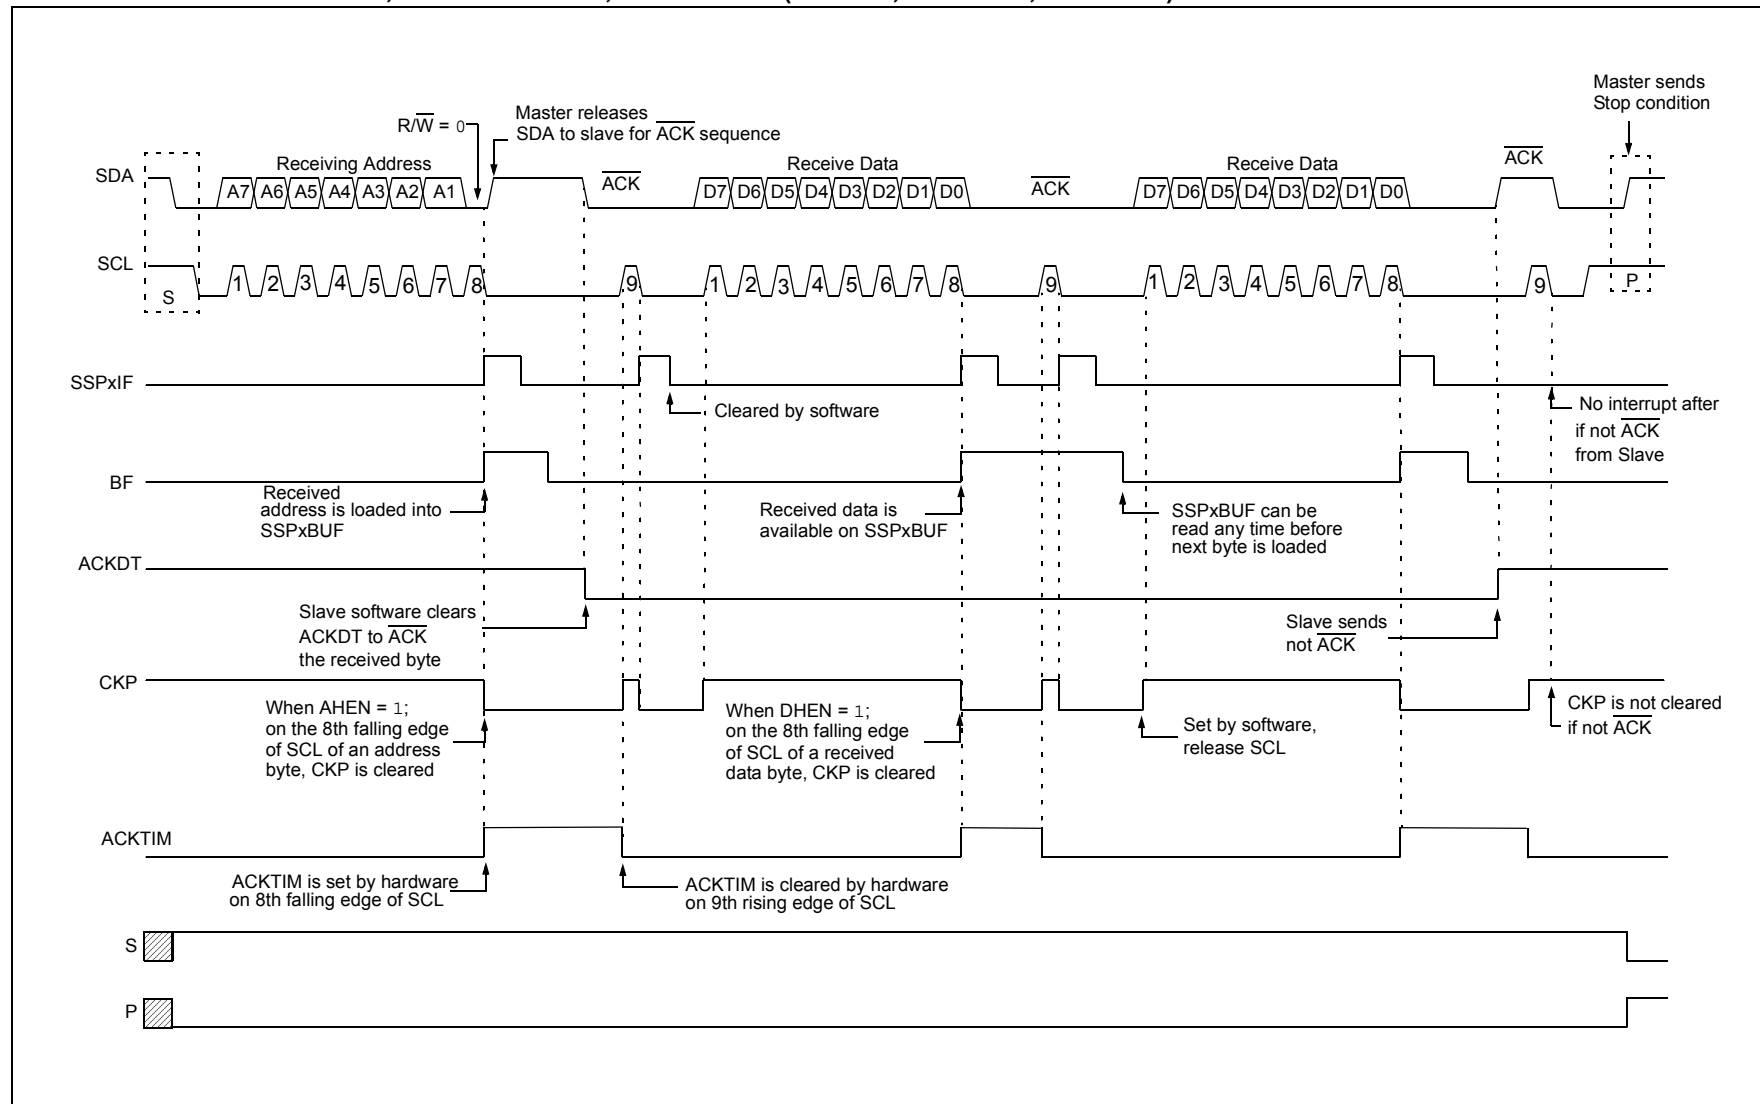 Master sends
Stop condition
Master releases
SDA to slave for ACK sequence
R/W = 0
SDA
Receiving Address
Receive Data
Receive Data
ACK
ACK
ACK
A7 A6 A5 A4 A3 A2 A1
D7 D6 D5 D4 D3 D2 D1 D0
D7 D6 D5 D4 D3 D2 D1 D0
SCL
S
1 2 3 4 5 6 7 8 9
1 2 3 4 5 6 7 8 9
1 2 3 4 5 6 7 8 9
P
SSPxIF
Cleared by software
No interrupt after
if not ACK
from Slave
BF
Received
address is loaded into
SSPxBUF
Received data is
available on SSPxBUF
SSPxBUF can be
read any time before
next byte is loaded
ACKDT
Slave software clears
ACKDT to ACK
the received byte
Slave sends
not ACK
CKP
When AHEN = 1;
on the 8th falling edge
of SCL of an address
byte, CKP is cleared
When DHEN = 1;
on the 8th falling edge
of SCL of a received
data byte, CKP is cleared
Set by software,
release SCL
CKP is not cleared
if not ACK
ACKTIM
ACKTIM is set by hardware
on 8th falling edge of SCL
ACKTIM is cleared by hardware
on 9th rising edge of SCL
S
P